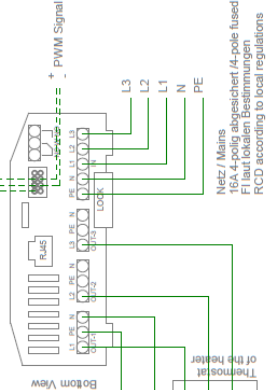 + PWM Signal
-
L3
L2
L1
N
PE
Netz / Mains
16A 4-polig abgesichert /4-pole fused
FI laut lokalen Bestimmungen
RCD according to local regulations
L3
L2
L1
N
PE
LOCK
N
PE
L3
OUT-3
RJ45
PE
L2
OUT-2
N
PE
L1
OUT-1
Bottom View
Thermostat
of the heater